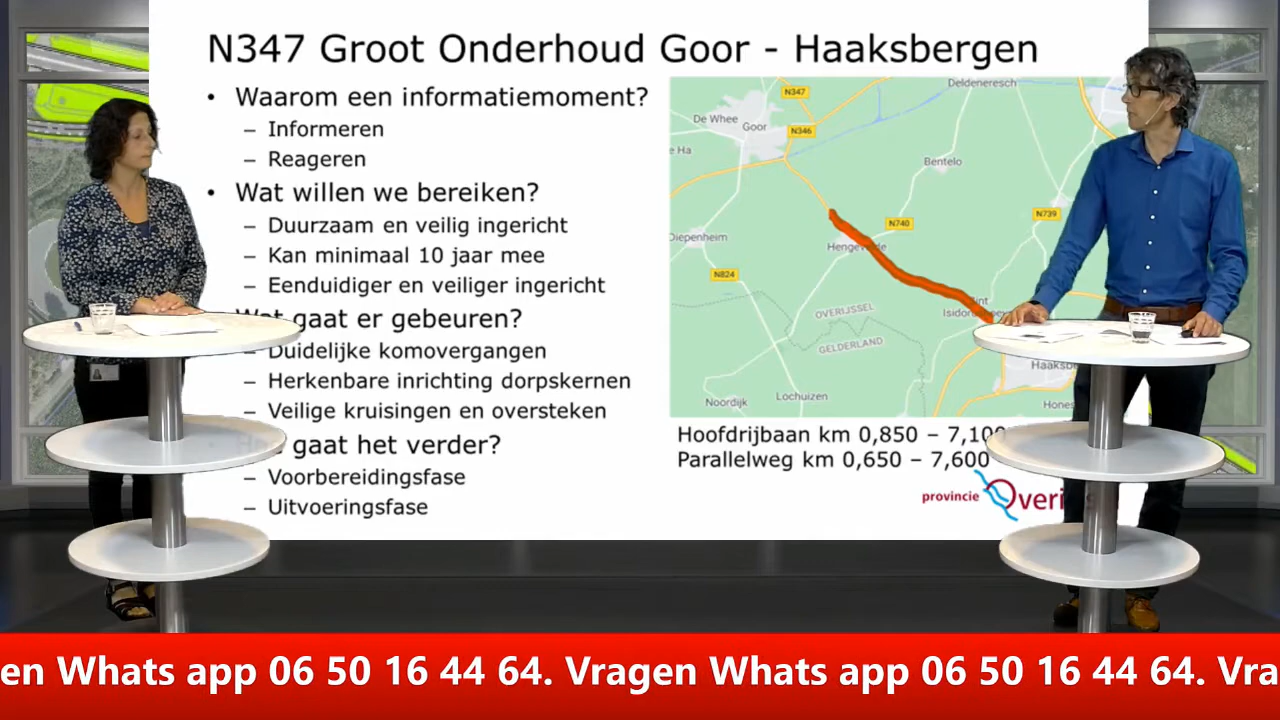 N347 Groot Onderhoud Goor - Haaksbergen
• Waarom een informatiemoment?
– Informeren
– Reageren
• Wat willen we bereiken?
– Duurzaam en veilig ingericht
– Kan minimaal 10 jaar mee
– Eenduidiger en veiliger ingericht
Wat gaat er gebeuren?
– Duidelijke komovergangen
– Herkenbare inrichting dorpskernen
– Veilige kruisingen en oversteken
gaat het verder?
– Voorbereidingsfase
– Uitvoeringsfase
N347
Deldeneresch
De Whee
Goor
N346
e Ha
Bentelo
N739
N740
Diepenheim
Hengevelde
N824
OVERIJSSEL
GELDERLAND
Haaksb
Noordijk
Lochuizen
Hones
Hoofdrijbaan km 0,850 – 7,100
Parallelweg km 0,650 – 7,600
provincie Overi
en Whats app 06 50 16 44 64. Vragen Whats app 06 50 16 44 64. Vra